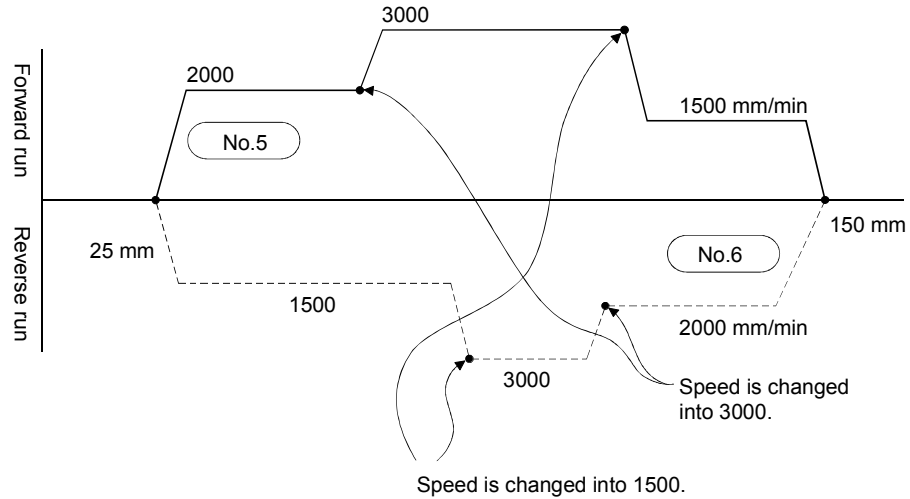 3000
2000
1500 mm/min
No.5
Forward run
25 mm
150 mm
No.6
Reverse run
1500
2000 mm/min
3000
Speed is changed
into 3000.
Speed is changed into 1500.